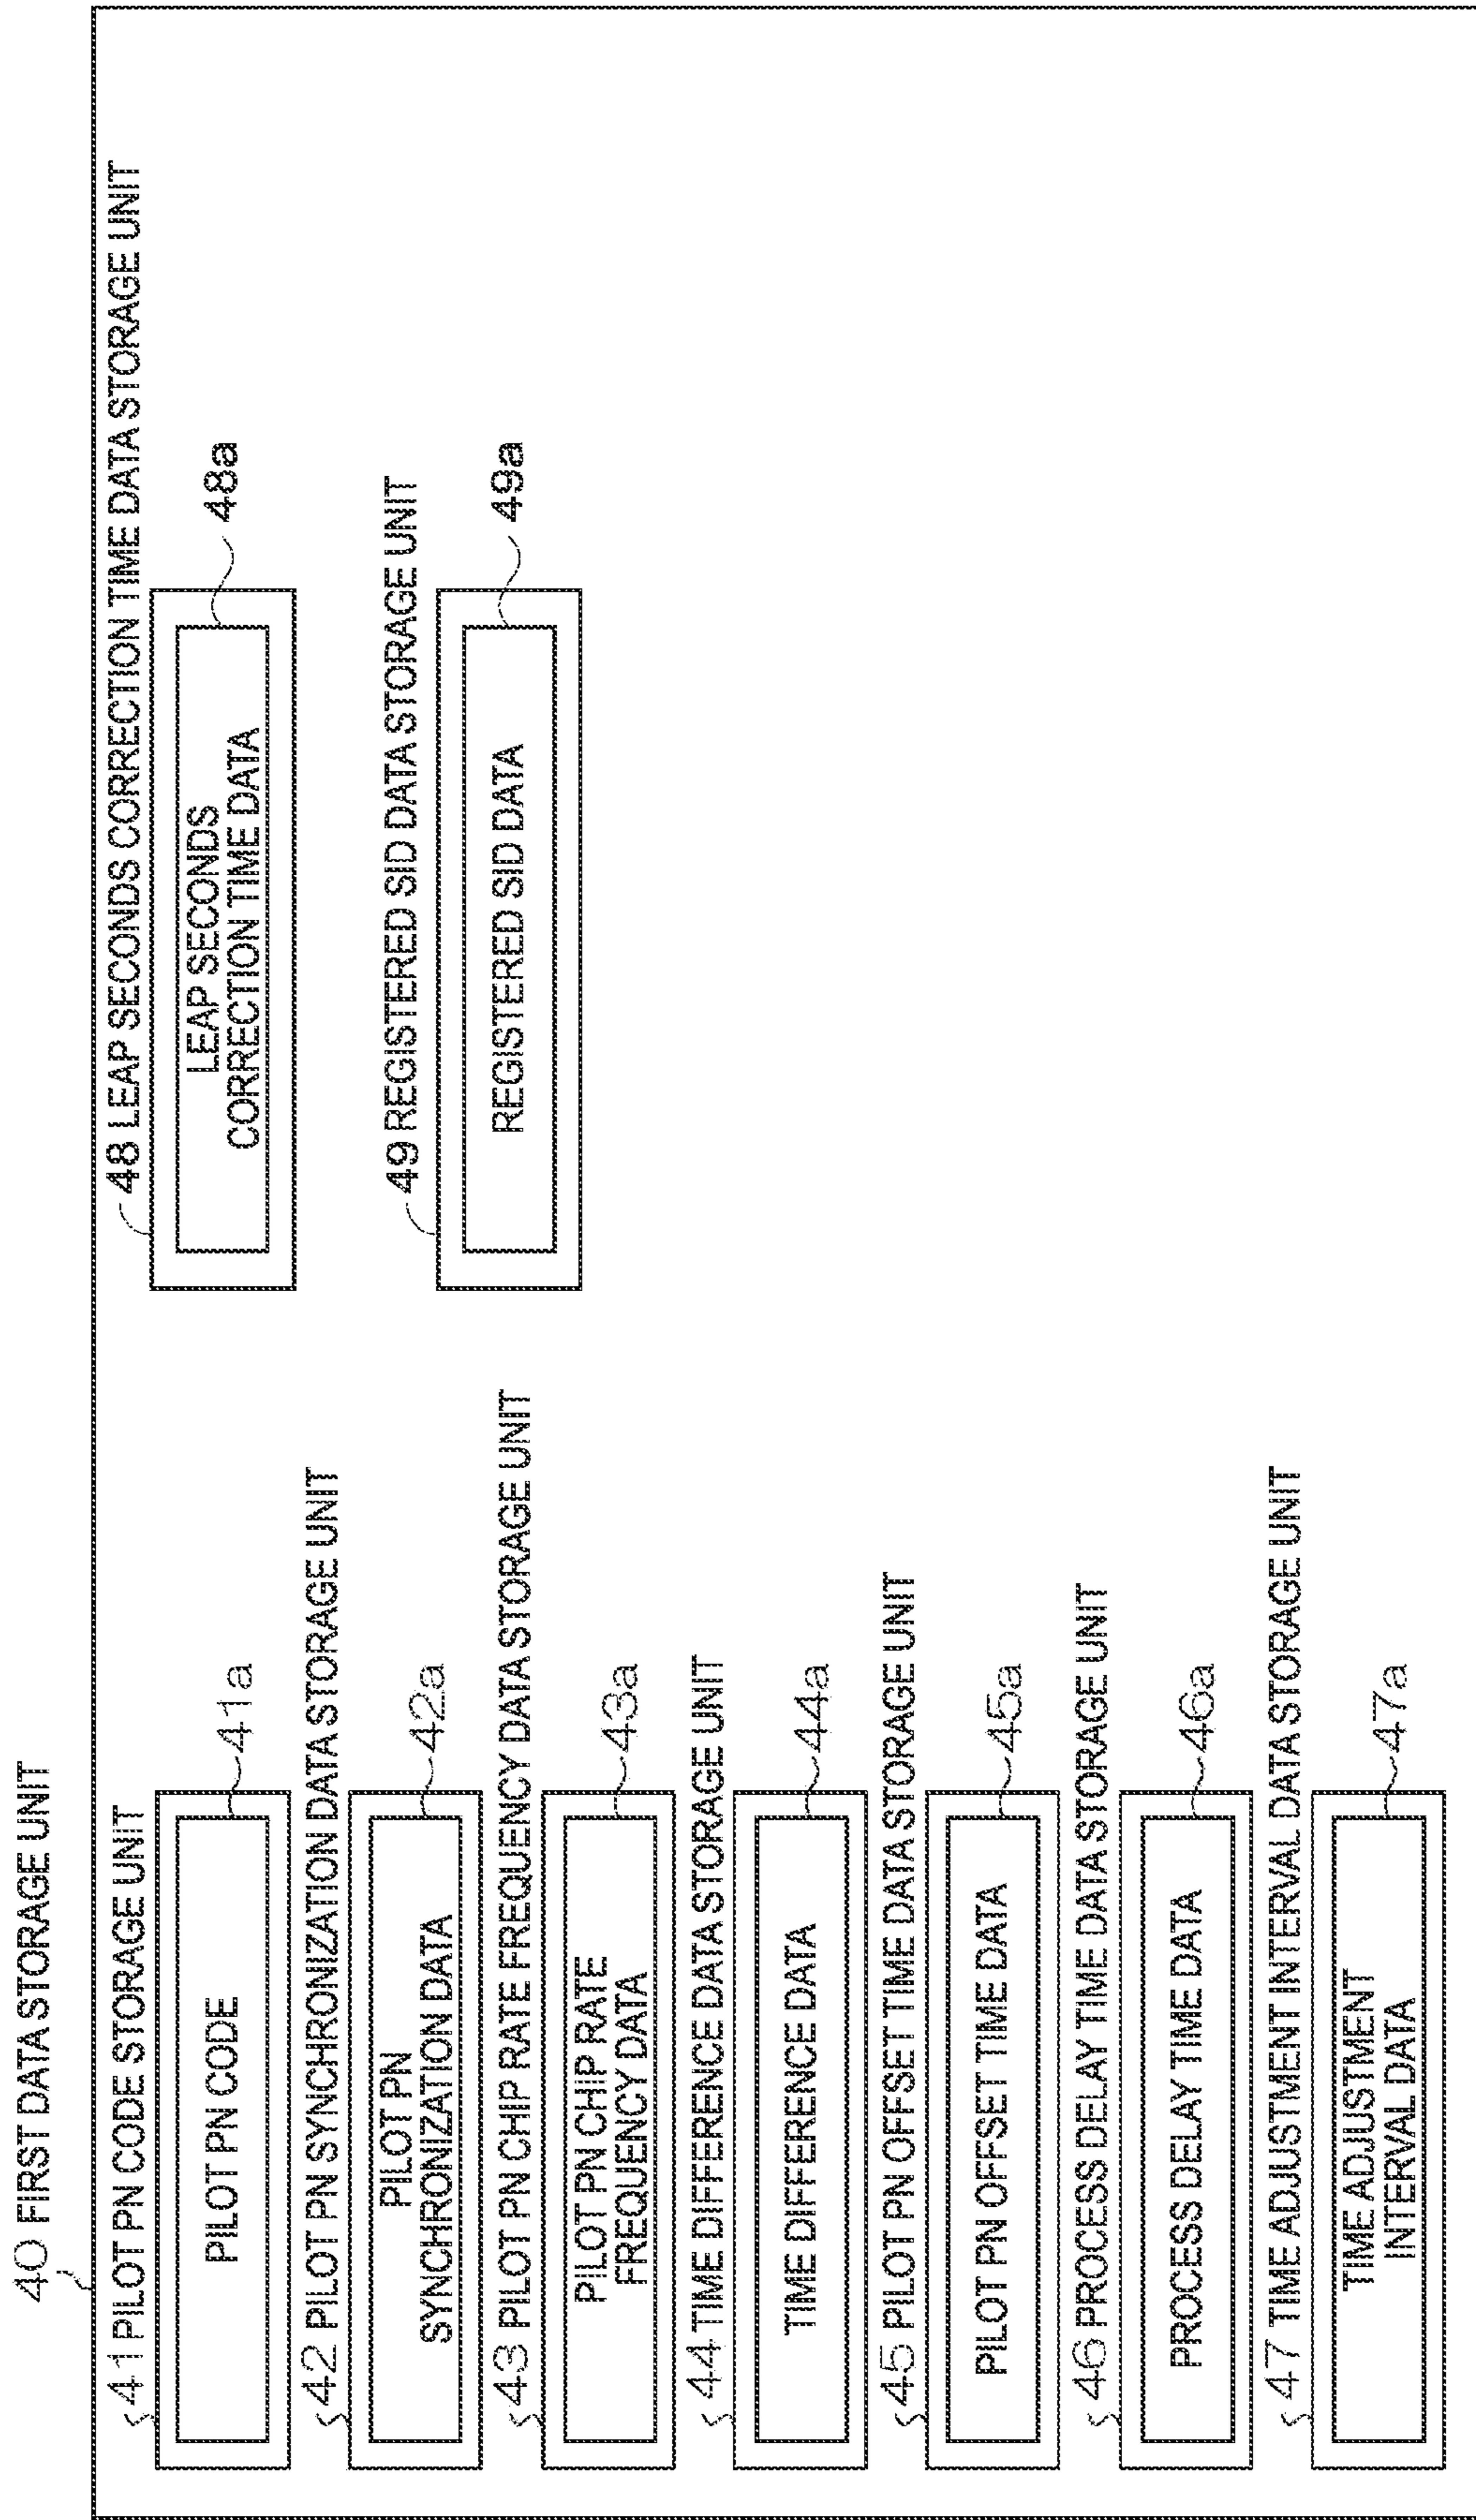 40 FIRST DATA STORAGE UNIT
41 PILOT PN CODE STORAGE UNIT
PILOT PN CODE
41a
42 PILOT PN SYNCHRONIZATION DATA STORAGE UNIT
PILOT PN
SYNCHRONIZATION DATA
42a
43 PILOT PN CHIP RATE FREQUENCY DATA STORAGE UNIT
PILOT PN CHIP RATE
FREQUENCY DATA
43a
44 TIME DIFFERENCE DATA STORAGE UNIT
TIME DIFFERENCE DATA
44a
45 PILOT PN OFFSET TIME DATA STORAGE UNIT
PILOT PN OFFSET TIME DATA
45a
46 PROCESS DELAY TIME DATA STORAGE UNIT
PROCESS DELAY TIME DATA
46a
47 TIME ADJUSTMENT INTERVAL DATA STORAGE UNIT
TIME ADJUSTMENT
INTERVAL DATA
47a
48 LEAP SECONDS CORRECTION TIME DATA STORAGE UNIT
LEAP SECONDS
CORRECTION TIME DATA
48a
49 REGISTERED SID DATA STORAGE UNIT
REGISTERED SID DATA
49a